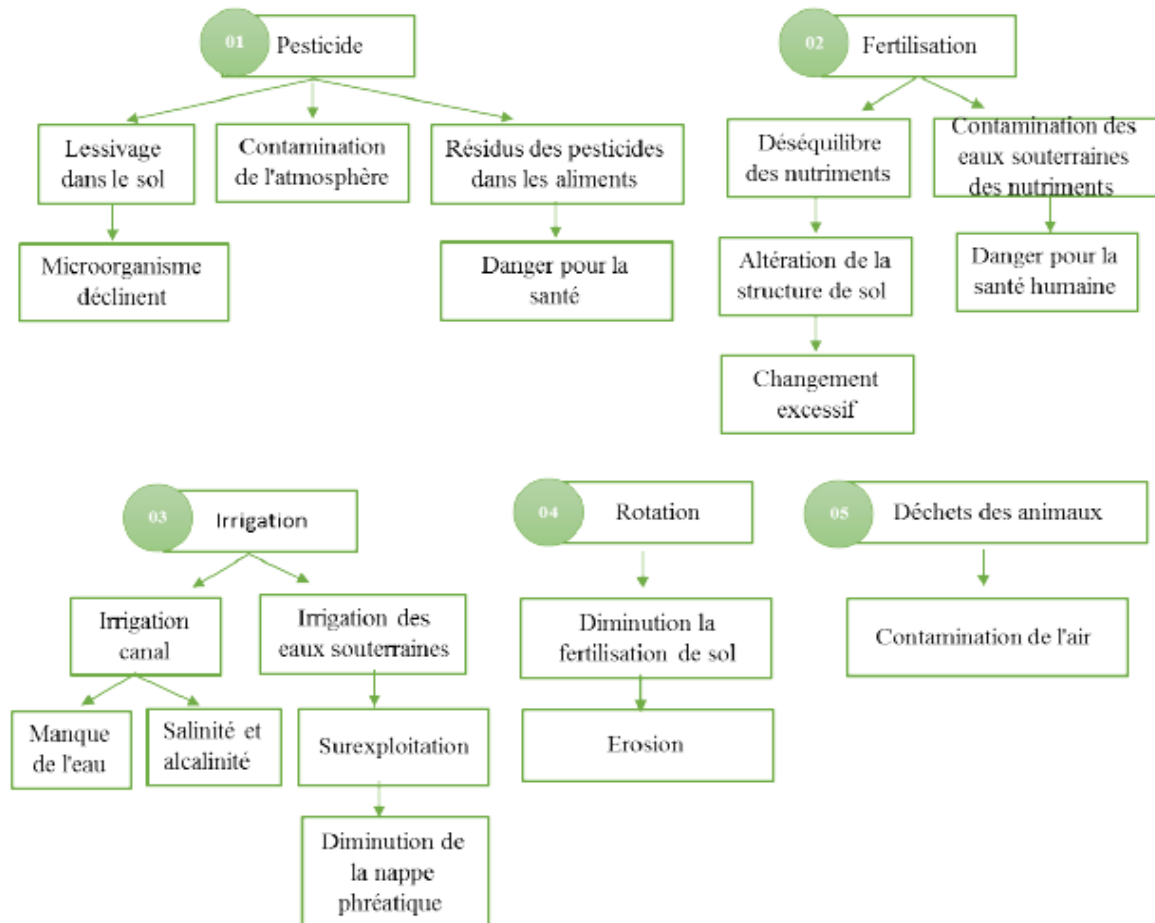 01
Pesticide
Lessivage
dans le sol
Contamination
de l'atmosphère
Résidus des pesticides
dans les aliments
Microorganisme
déclinent
Danger pour la
santé
02
Fertilisation
Déséquilibre
des nutriments
Contamination des
eaux souterraines
des nutriments
Altération de la
structure de sol
Danger pour la
santé humaine
Changement
excessif
03
Irrigation
Irrigation
canal
Irrigation des
eaux souterraines
Manque
de l'eau
Salinité et
alcalinité
Surexploitation
Diminution de
la nappe
phréatique
04
Rotation
Diminution la
fertilisation de sol
Erosion
05
Déchets des animaux
Contamination de l'air